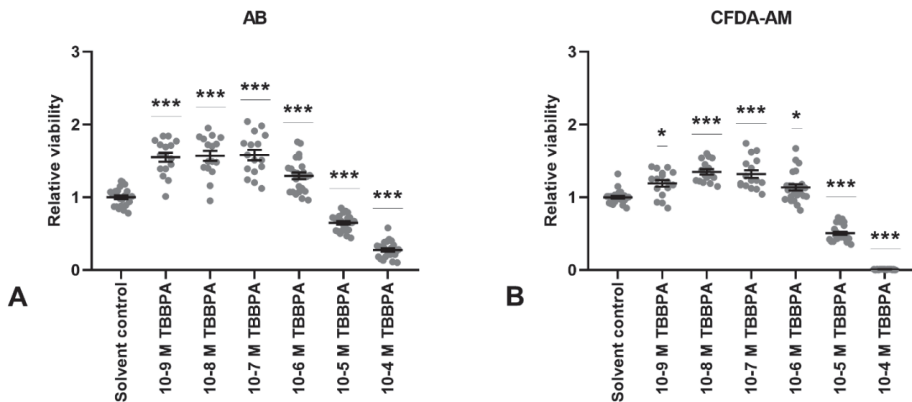 AB
Relative viability
3
2
1
0
***
***
***
***
***
***
Solvent control
10-9 M TBBPA
10-8 M TBBPA
10-7 M TBBPA
10-6 M TBBPA
10-5 M TBBPA
10-4 M TBBPA
A
CFDA-AM
Relative viability
3
2
1
0
*
***
***
*
***
***
Solvent control
10-9 M TBBPA
10-8 M TBBPA
10-7 M TBBPA
10-6 M TBBPA
10-5 M TBBPA
10-4 M TBBPA
B